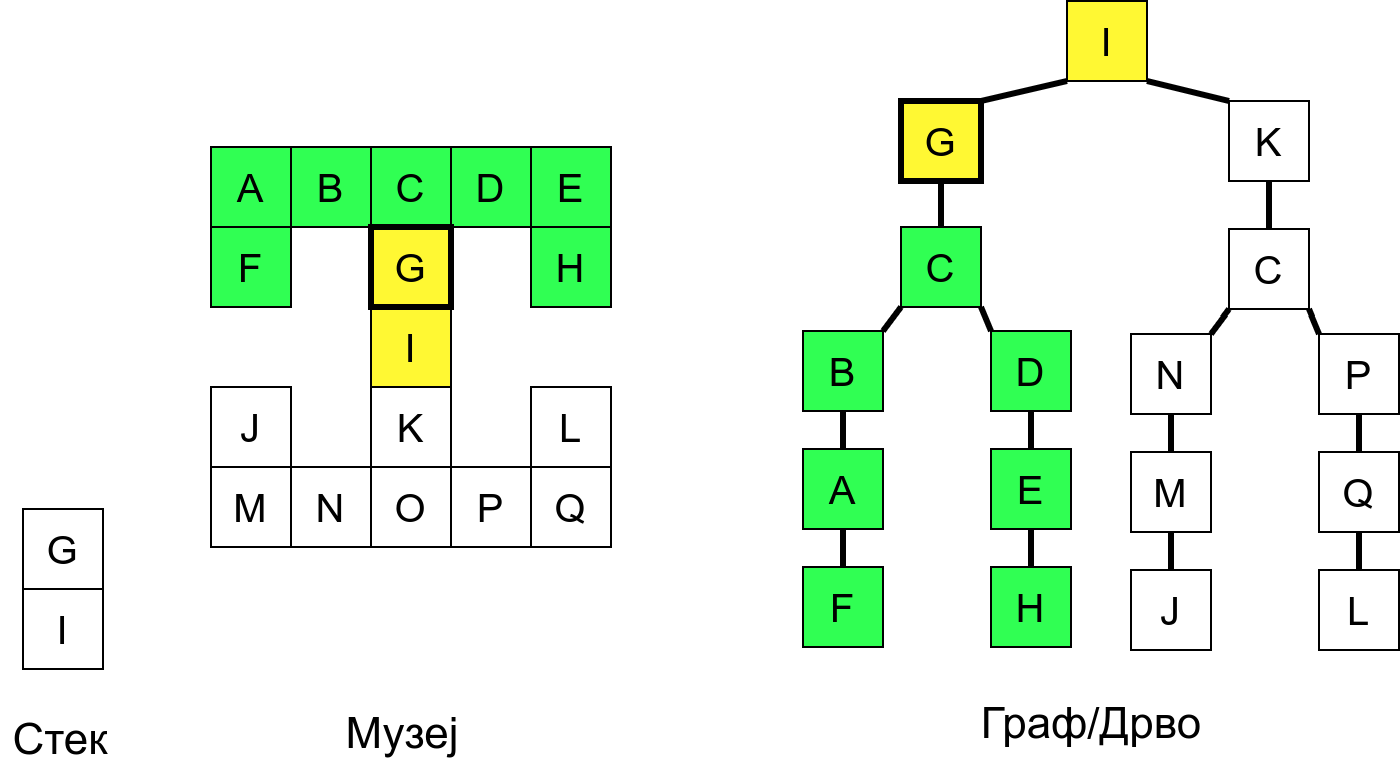 I
G K
A B C D E
F G H
C C
I
B D N P
J K L
A E M Q
M N O P Q
G
I
F H J L
Стек
Музеј
Граф/Дрво